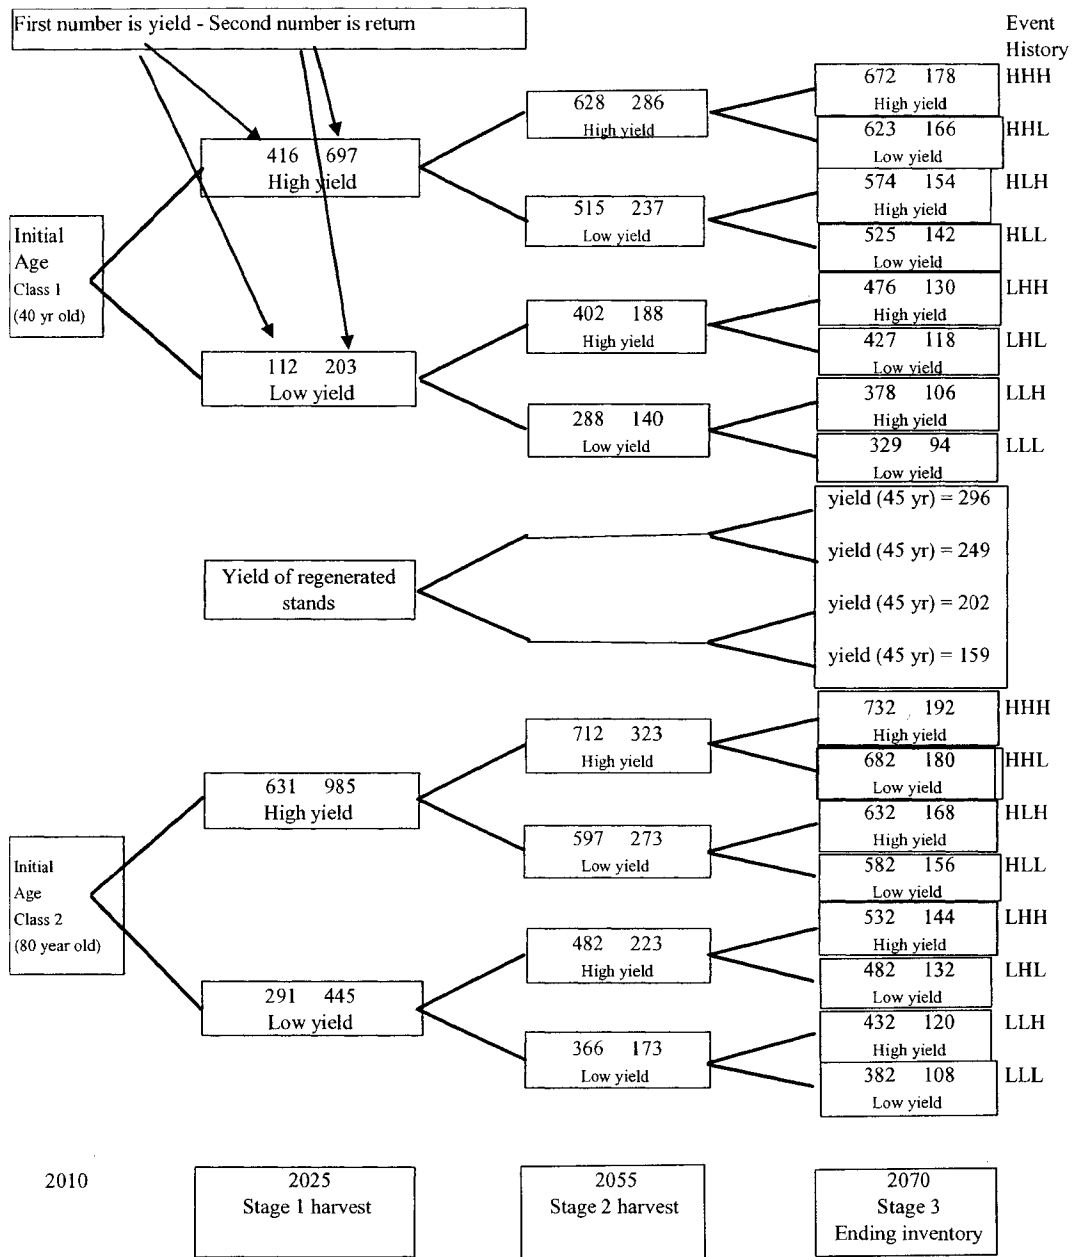 First number is yield - Second number is return
Event
History
672 178
High yield
HHH
628 286
High yield
623 166
Low yield
HHL
416 697
High yield
574 154
High yield
HLH
515 237
Low yield
525 142
Low yield
HLL
Initial
Age
Class 1
(40 yr old)
476 130
High yield
LHH
402 188
High yield
427 118
Low yield
LHL
112 203
Low yield
378 106
High yield
LLH
288 140
Low yield
329 94
Low yield
LLL
yield (45 yr) = 296
yield (45 yr) = 249
Yield of regenerated
stands
yield (45 yr) = 202
yield (45 yr) = 159
732 192
High yield
HHH
712 323
High yield
682 180
Low yield
HHL
631 985
High yield
632 168
High yield
HLH
597 273
Low yield
582 156
Low yield
HLL
Initial
Age
Class 2
(80 year old)
532 144
High yield
LHH
482 223
High yield
482 132
Low yield
LHL
291 445
Low yield
432 120
High yield
LLH
366 173
Low yield
382 108
Low yield
LLL
2010
2025
Stage 1 harvest
2055
Stage 2 harvest
2070
Stage 3
Ending inventory